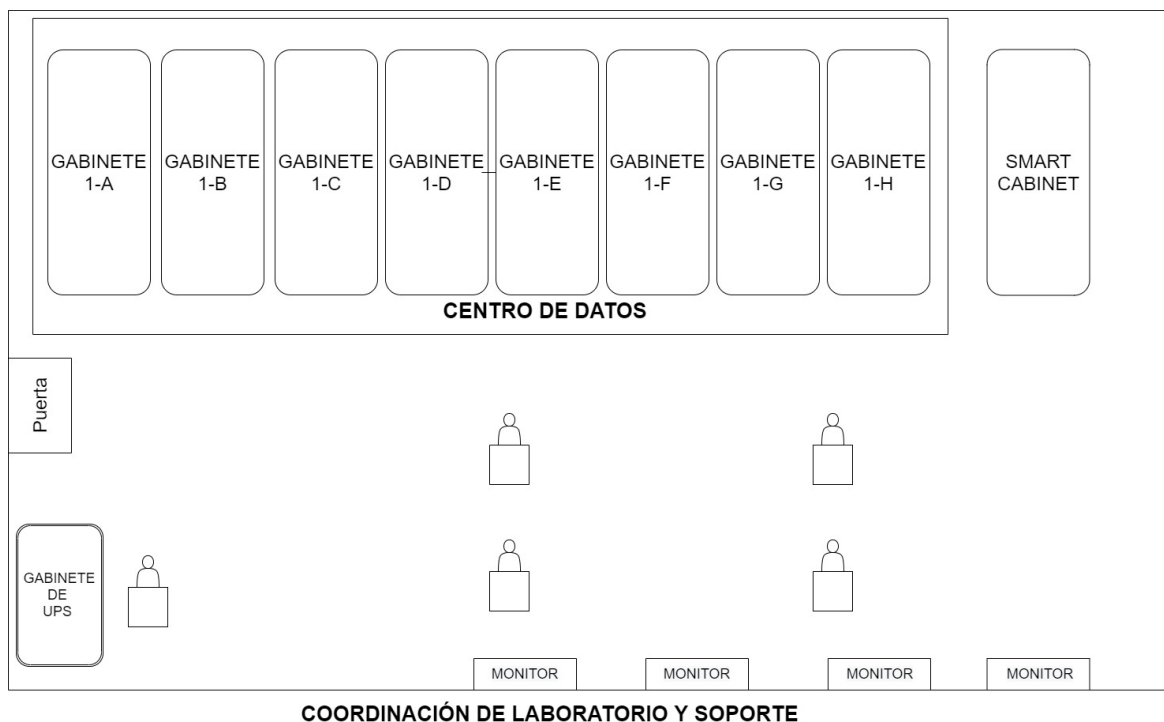 GABINETE
1-A
GABINETE
1-B
GABINETE
1-C
GABINETE
1-D
GABINETE
1-E
GABINETE
1-F
GABINETE
1-G
GABINETE
1-H
SMART
CABINET
CENTRO DE DATOS
Puerta
GABINETE
DE
UPS
MONITOR
MONITOR
MONITOR
MONITOR
COORDINACIÓN DE LABORATORIO Y SOPORTE